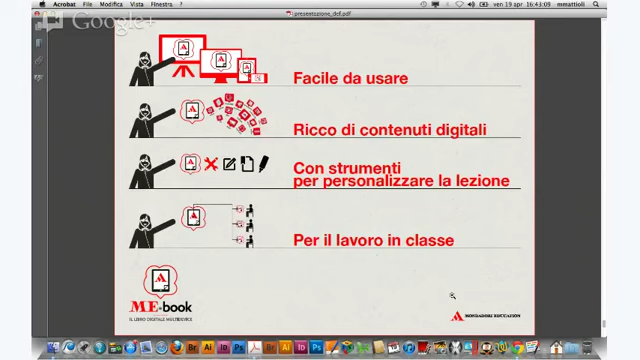 Acrobat File Modifica Vista Finestra ?
ven 19 apr 16:43:09 mmattioli
presentazione_def.pdf
Google+
Facile da usare
Ricco di contenuti digitali
Con strumenti
per personalizzare la lezione
Per il lavoro in classe
ME-book
IL LIBRO DIGITALE MULTIDEVICE
MONDADORI EDUCATION